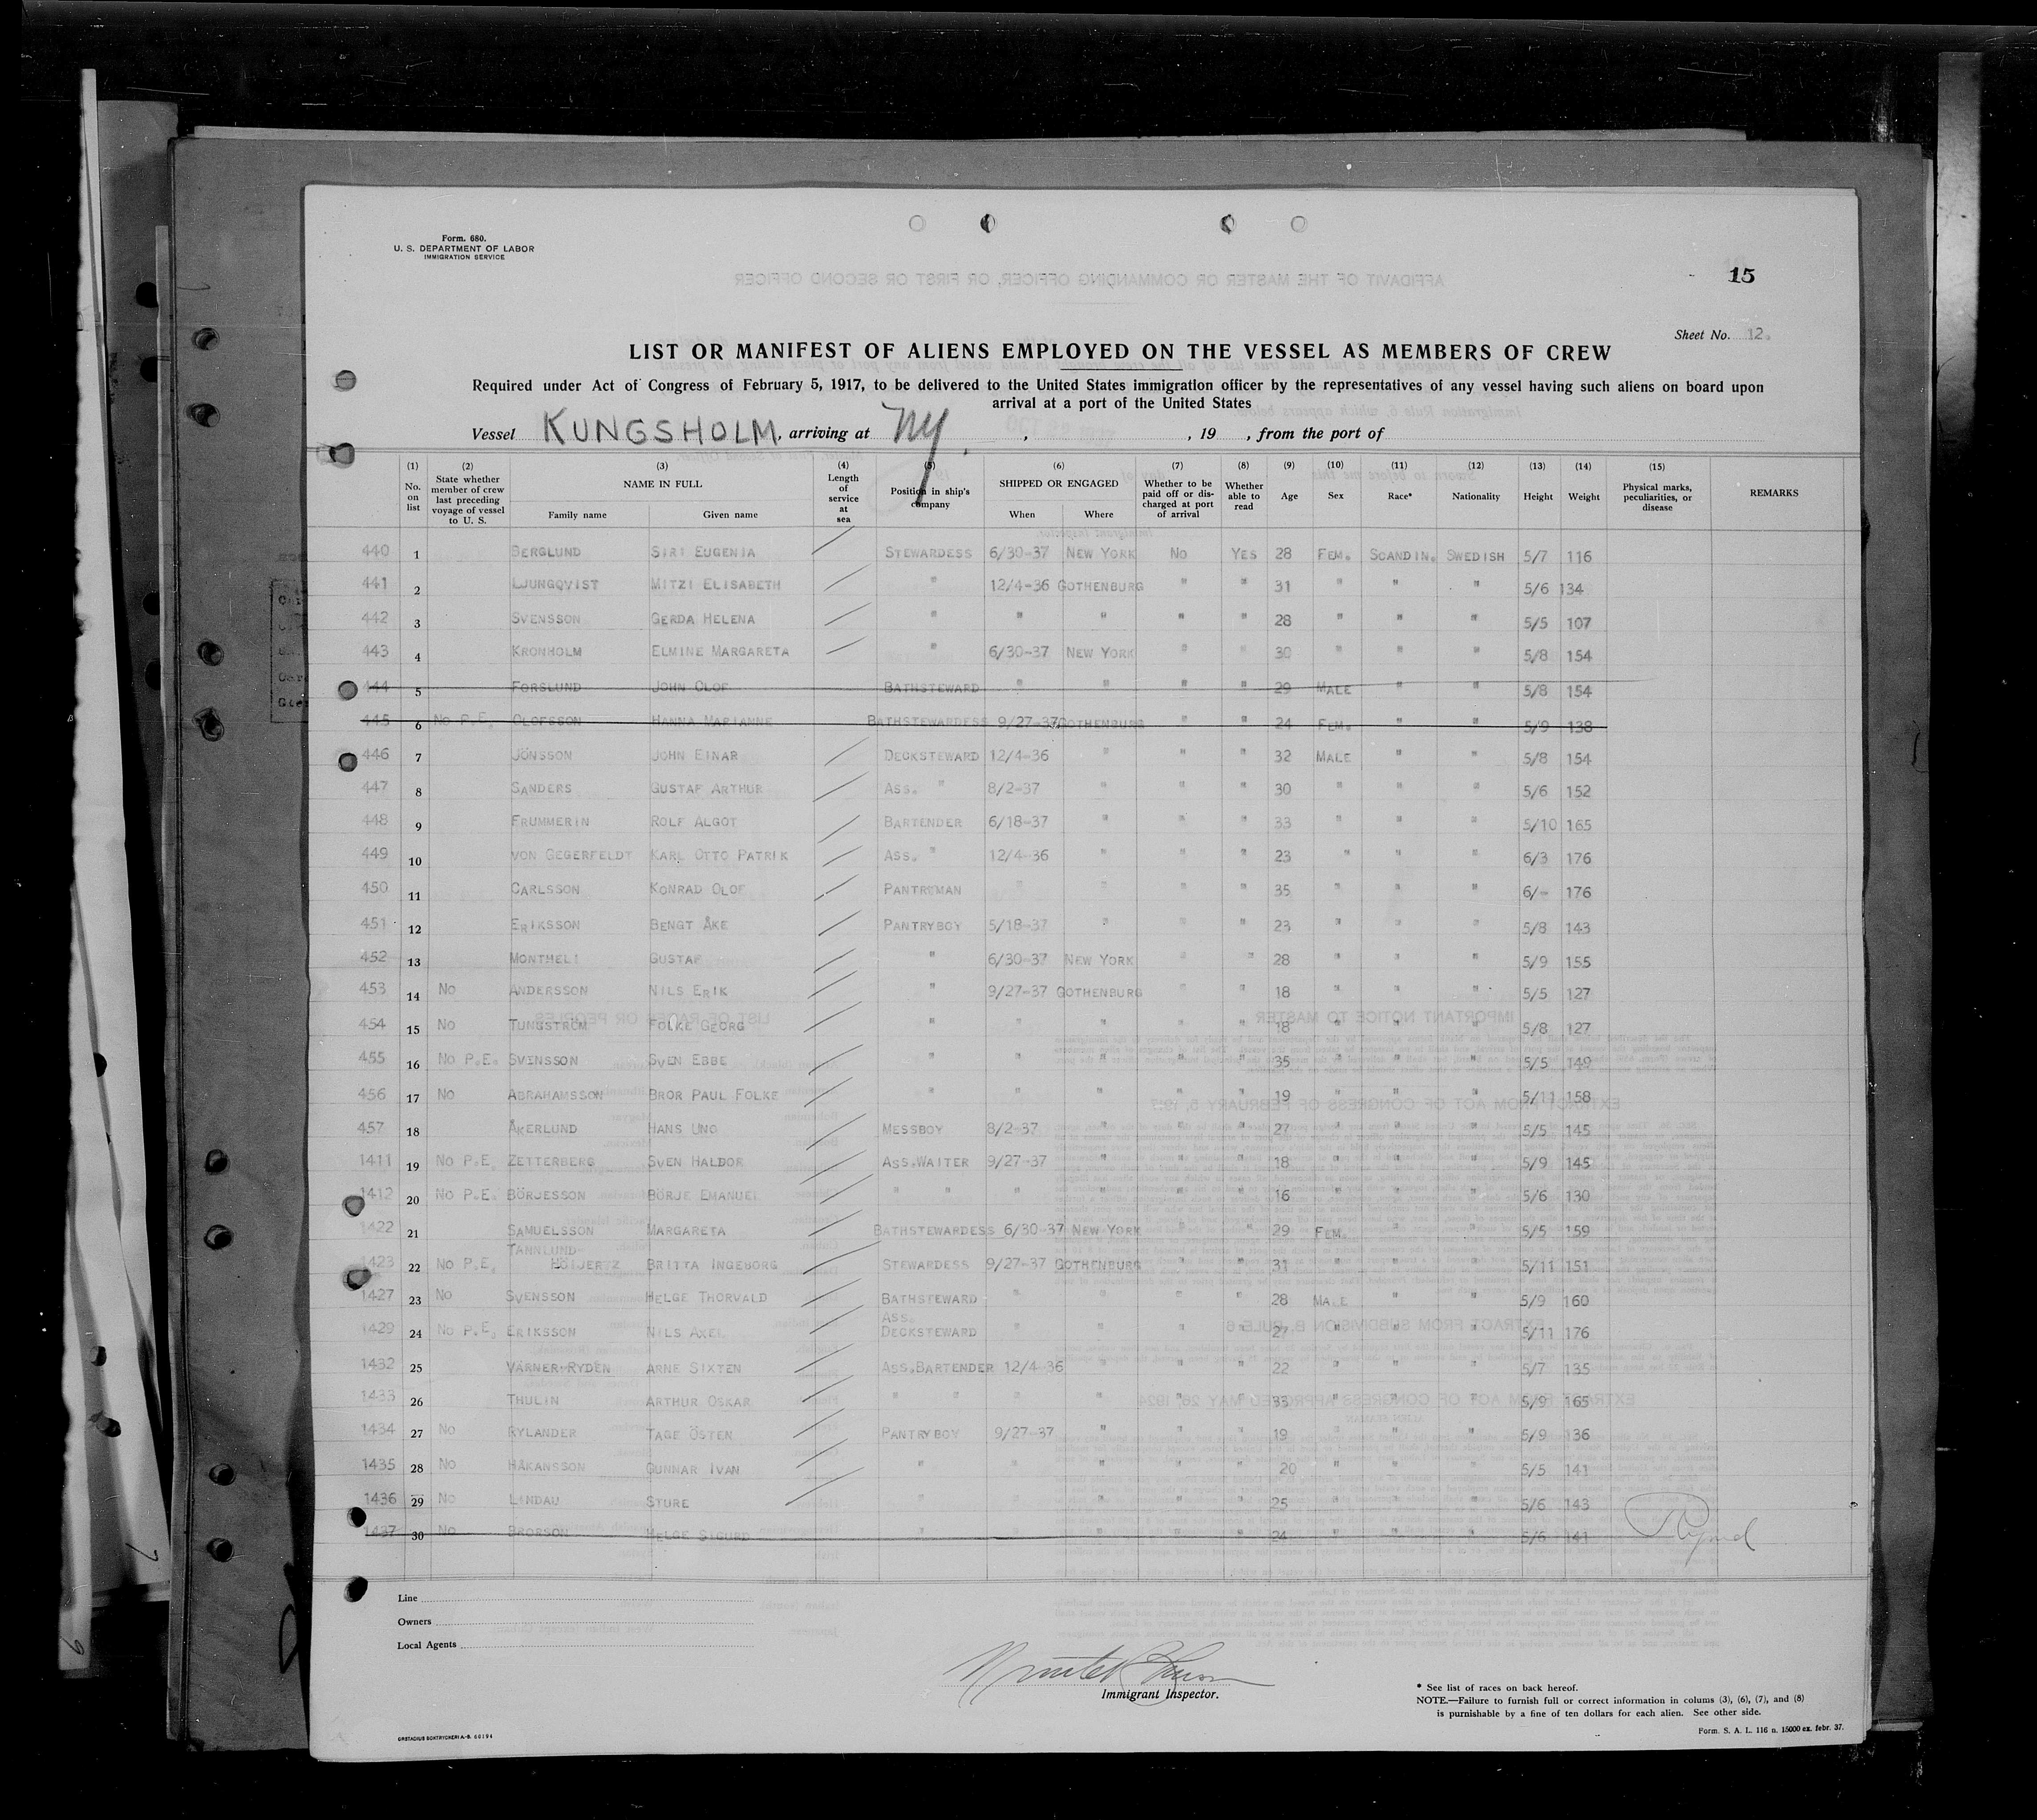 Form. 680.
U. S. DEPARTMENT OF LABOR
IMMIGRATION SERVICE
15
Sheet No. 12.
LIST OR MANIFEST OF ALIENS EMPLOYED ON THE VESSEL AS MEMBERS OF CREW
Required under Act of Congress of February 5, 1917, to be delivered to the United States immigration officer by the representatives of any vessel having such aliens on board upon
arrival at a port of the United States
Vessel KUNGSHOLM, arriving at NY, , 19 , from the port of
(1) No. on list (2) State whether member of crew last preceding voyage of vessel to U. S. (3) NAME IN FULL Family name Given name (4) Length of service at sea (5) Position in ship's company (6) SHIPPED OR ENGAGED When Where (7) Whether to be paid off or discharged at port of arrival (8) Whether able to read (9) Age (10) Sex (11) Race* (12) Nationality (13) Height (14) Weight (15) Physical marks, peculiarities, or disease REMARKS
440 1 BERGLUND SIRI EUGENIA STEWARDESS 6/30-37 NEW YORK NO YES 28 FEM. SCANDIN. SWEDISH 5/7 116
441 2 LJUNGQVIST MITZI ELISABETH " 12/4-36 GOTHENBURG " " 31 " " " 5/6 134
442 3 SVENSSON GERDA HELENA " " " " " 28 " " " 5/5 107
443 4 KRONHOLM ELMINE MARGARETA " 6/30-37 NEW YORK " " 30 " " " 5/8 154
444 5 FORSLUND JOHN OLOF BATHSTEWARD " " " " 29 MALE " " 5/8 154
445 6 NO P.E. OLOFSSON HANNA MARIANNE BATHSTEWARDESS 9/27-37 GOTHENBURG " " 24 FEM. " " 5/9 138
446 7 JÖNSSON JOHN EINAR DECKSTEWARD 12/4-36 " " " 32 MALE " " 5/8 154
447 8 SANDERS GUSTAF ARTHUR ASS. " 8/2-37 " " " 30 " " " 5/6 152
448 9 FRUMMERIN ROLF ALGOT BARTENDER 6/18-37 " " " 33 " " " 5/10 165
449 10 VON GEGERFELDT KARL OTTO PATRIK ASS. " 12/4-36 " " " 23 " " " 6/3 176
450 11 CARLSSON KONRAD OLOF PANTRYMAN " " " " 35 " " " 6/- 176
451 12 ERIKSSON BENGT ÅKE PANTRYBOY 5/18-37 " " " 23 " " " 5/8 143
452 13 MONTHELI GUSTAF " 6/30-37 NEW YORK " " 28 " " " 5/9 155
453 14 NO ANDERSSON NILS ERIK " 9/27-37 GOTHENBURG " " 18 " " " 5/5 127
454 15 NO TUNGSTRÖM FOLKE GEORG " " " " " 18 " " " 5/8 127
455 16 NO P.E. SVENSSON SVEN EBBE " " " " " 35 " " " 5/5 149
456 17 NO ABRAHAMSSON BROR PAUL FOLKE " " " " " 19 " " " 5/11 158
457 18 ÅKERLUND HANS UNO MESSBOY 8/2-37 " " " 27 " " " 5/5 145
1411 19 NO P.E. ZETTERBERG SVEN HALDOR ASS.WAITER 9/27-37 " " " 18 " " " 5/9 145
1412 20 NO P.E. BÖRJESSON BÖRJE EMANUEL " " " " " " 16 " " " 5/6 130
1422 21 SAMUELSSON MARGARETA BATHSTEWARDESS 6/30-37 NEW YORK " " 29 FEM. " " 5/5 159
TANNLUND-
1423 22 NO P.E. HÖIJERTZ BRITTA INGEBORG STEWARDESS 9/27-37 GOTHENBURG " " 31 " " " 5/11 151
1427 23 NO SVENSSON HELGE THORVALD BATHSTEWARD " " " " 28 MALE " " 5/9 160
ASS.
1429 24 NO P.E. ERIKSSON NILS AXEL DECKSTEWARD " " " " 27 " " " 5/11 176
1432 25 VÄRNER-RYDÉN ARNE SIXTEN ASS.BARTENDER 12/4-36 " " " 22 " " " 5/7 135
1433 26 THULIN ARTHUR OSKAR " " " " " " 33 " " " 5/9 165
1434 27 NO RYLANDER TAGE ÖSTEN PANTRYBOY 9/27-37 " " " 19 " " " 5/9 136
1435 28 NO HÅKANSSON GUNNAR IVAN " " " " " 20 " " " 5/5 141
1436 29 NO LINDAU STURE " " " " " 25 " " " 5/6 143
1437 30 NO BRORSON HELGE SIGURD " " " " " 24 " " " 5/6 141
Line
Owners
Local Agents
Immigrant Inspector.
* See list of races on back hereof.
NOTE.—Failure to furnish full or correct information in colums (3), (6), (7), and (8)
is punishable by a fine of ten dollars for each alien. See other side.
Form. S. A. L. 116 n. 15000 ex. febr. 37.
ORSTADIUS BOKTRYCKERI A.-B. 60194